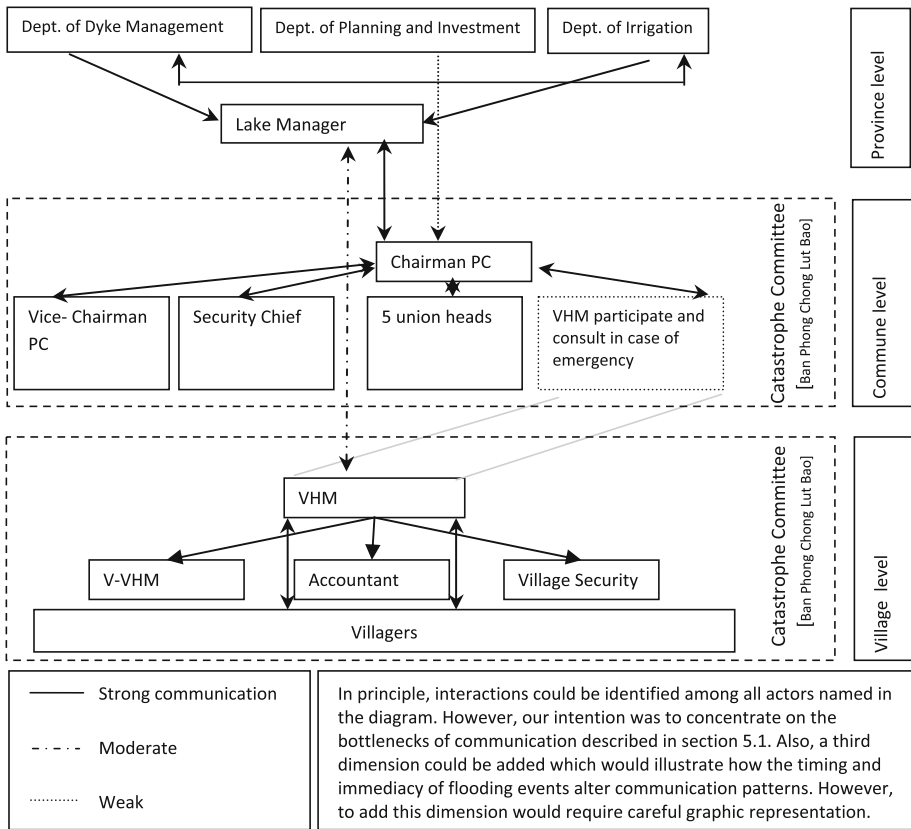 Dept. of Dyke Management
Dept. of Planning and Investment
Dept. of Irrigation
Province level
Lake Manager
Catastrophe Committee
[Ban Phong Chong Lut Bao]
Commune level
Chairman PC
Vice- Chairman
PC
Security Chief
5 union heads
VHM participate and
consult in case of
emergency
Catastrophe Committee
[Ban Phong Chong Lut Bao]
Village level
VHM
V-VHM
Accountant
Village Security
Villagers
Strong communication
Moderate
Weak
In principle, interactions could be identified among all actors named in
the diagram. However, our intention was to concentrate on the
bottlenecks of communication described in section 5.1. Also, a third
dimension could be added which would illustrate how the timing and
immediacy of flooding events alter communication patterns. However,
to add this dimension would require careful graphic representation.